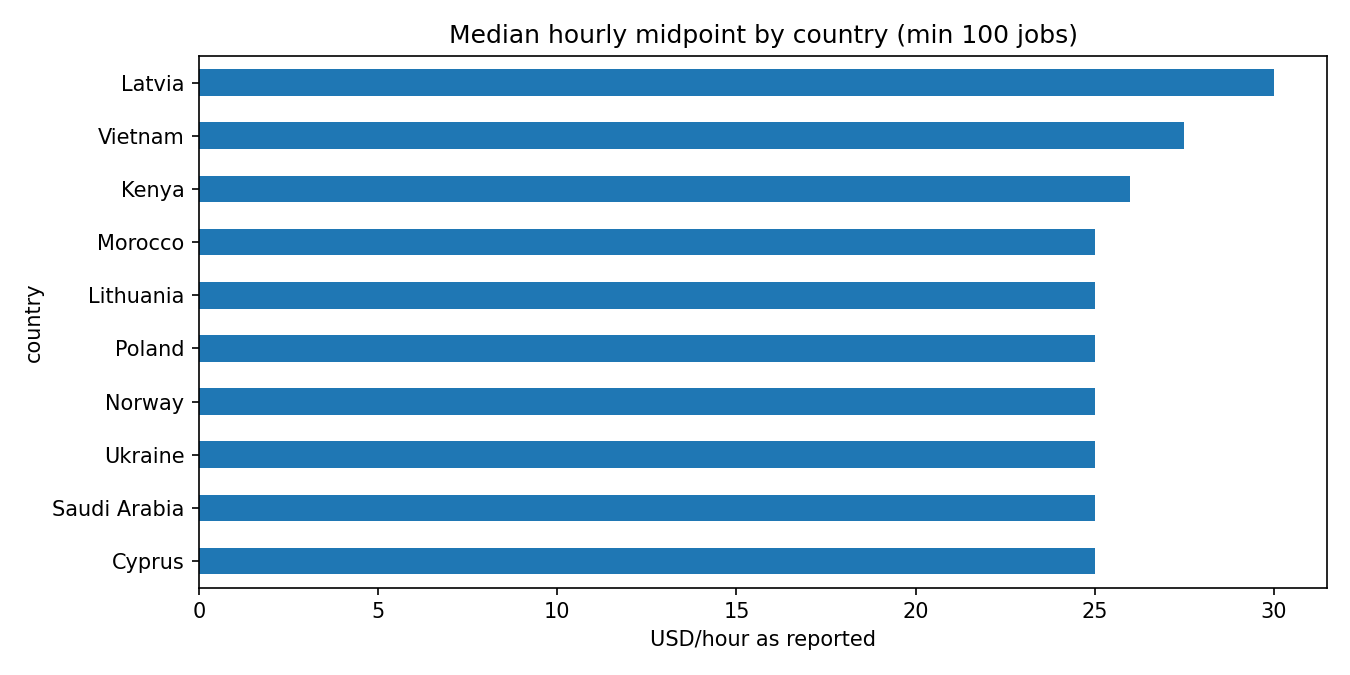 Median hourly midpoint by country (min 100 jobs)
Latvia
Vietnam
Kenya
Morocco
Lithuania
Poland
Norway
Ukraine
Saudi Arabia
Cyprus
country
0 5 10 15 20 25 30
USD/hour as reported